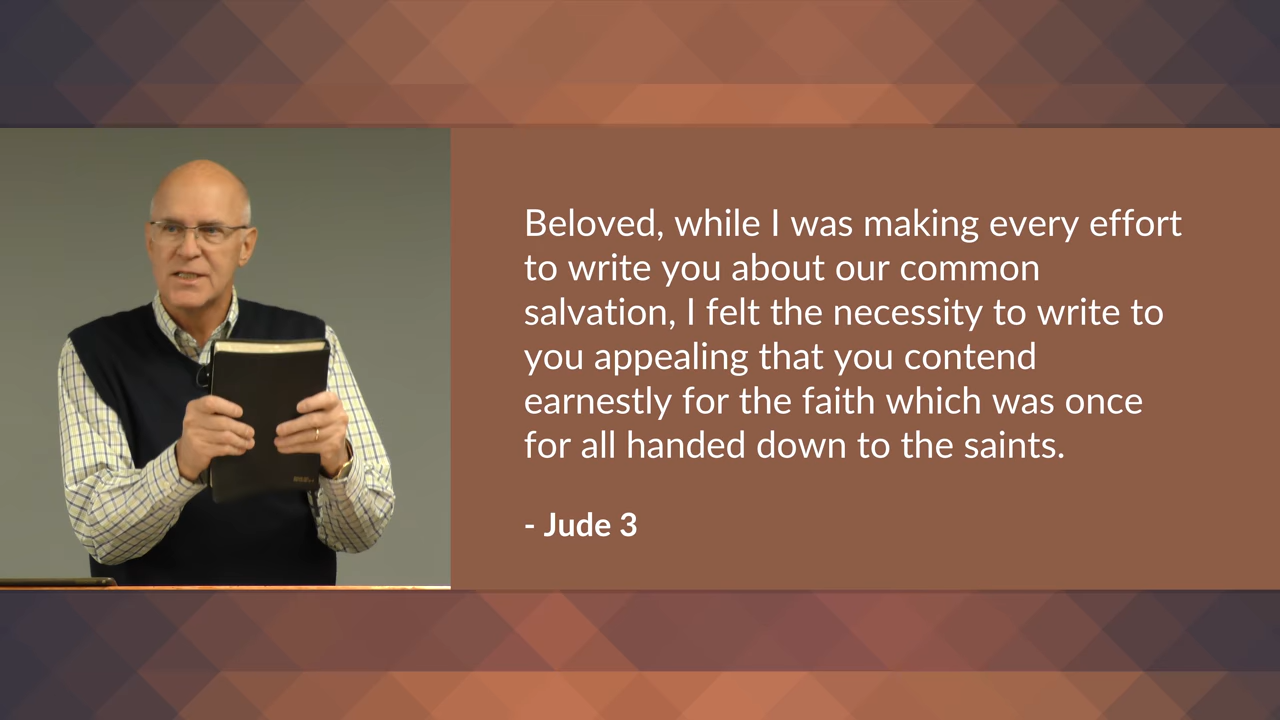 Beloved, while I was making every effort
to write you about our common
salvation, I felt the necessity to write to
you appealing that you contend
earnestly for the faith which was once
for all handed down to the saints.
- Jude 3